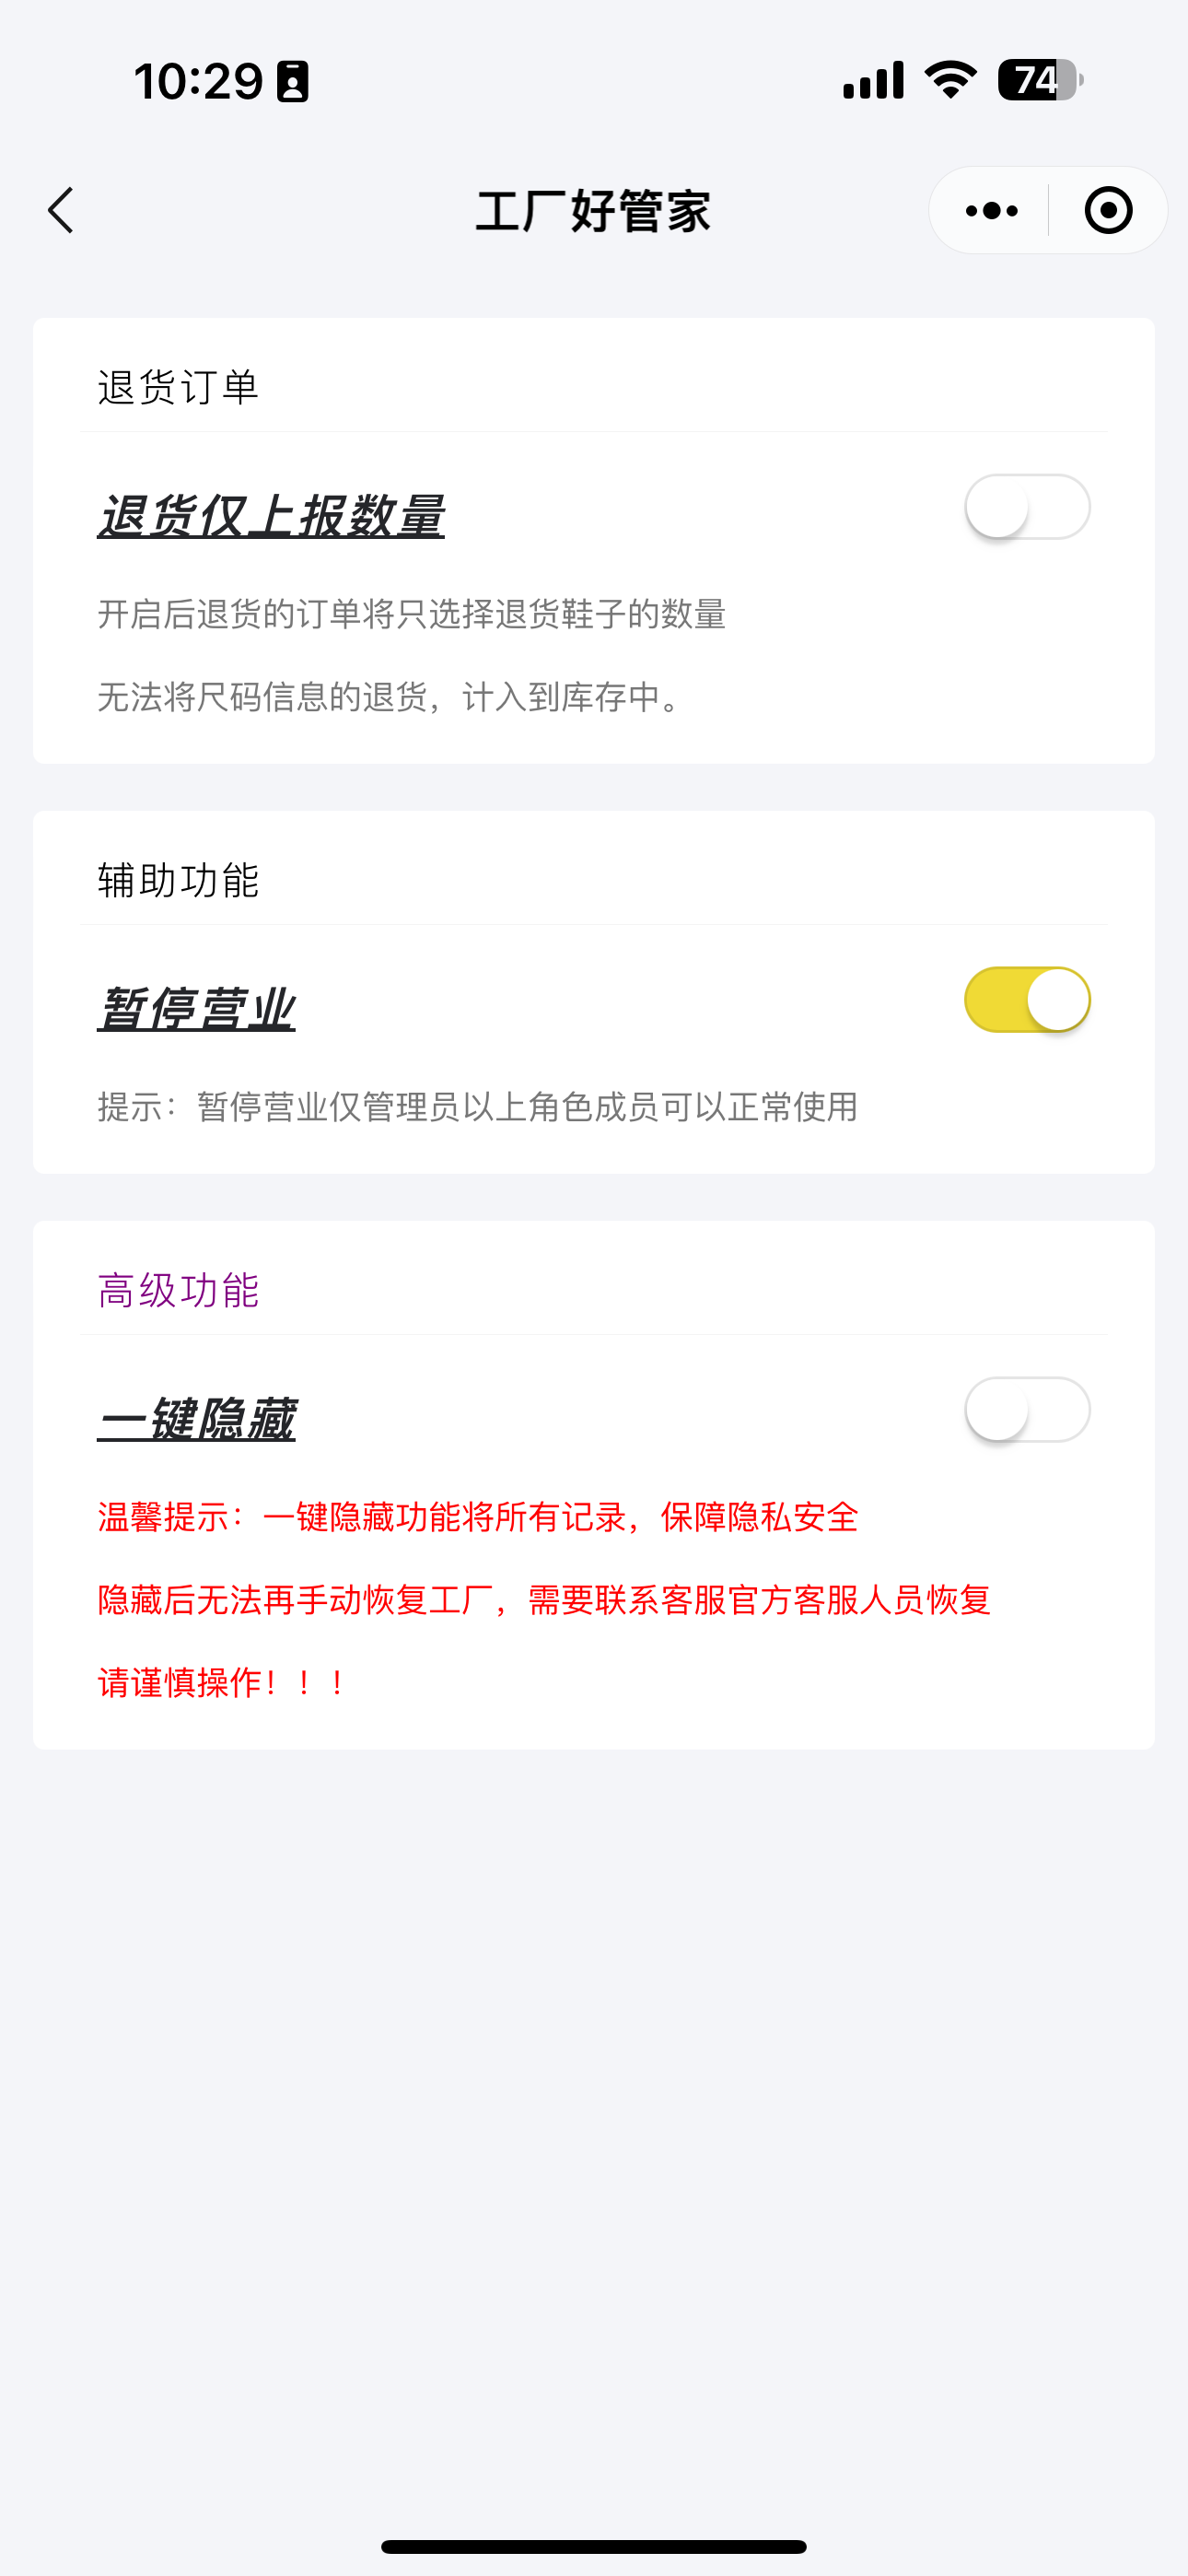 10:29
74
工厂好管家
退货订单
退货仅上报数量
开启后退货的订单将只选择退货鞋子的数量
无法将尺码信息的退货，计入到库存中。
辅助功能
暂停营业
提示：暂停营业仅管理员以上角色成员可以正常使用
高级功能
一键隐藏
温馨提示：一键隐藏功能将所有记录，保障隐私安全
隐藏后无法再手动恢复工厂，需要联系客服官方客服人员恢复
请谨慎操作！！！